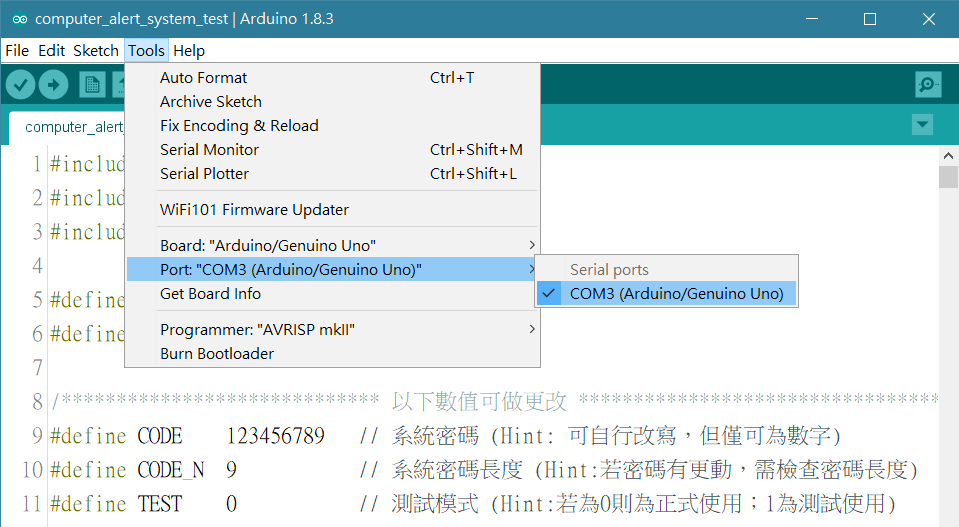 computer_alert_system_test | Arduino 1.8.3
File Edit Sketch Tools Help
Auto Format Ctrl+T
Archive Sketch
Fix Encoding & Reload
Serial Monitor Ctrl+Shift+M
Serial Plotter Ctrl+Shift+L
WiFi101 Firmware Updater
Board: "Arduino/Genuino Uno"
Port: "COM3 (Arduino/Genuino Uno)"
Get Board Info
Programmer: "AVRISP mkII"
Burn Bootloader
Serial ports
COM3 (Arduino/Genuino Uno)
computer_alert_
1 #includ
2 #includ
3 #includ
4
5 #define
6 #define
7
8 /***************************** 以下數值可做更改 *********************************
9 #define CODE 123456789 // 系統密碼 (Hint: 可自行改寫，但僅可為數字)
10 #define CODE_N 9 // 系統密碼長度 (Hint:若密碼有更動，需檢查密碼長度)
11 #define TEST 0 // 測試模式 (Hint:若為0則為正式使用；1為測試使用)